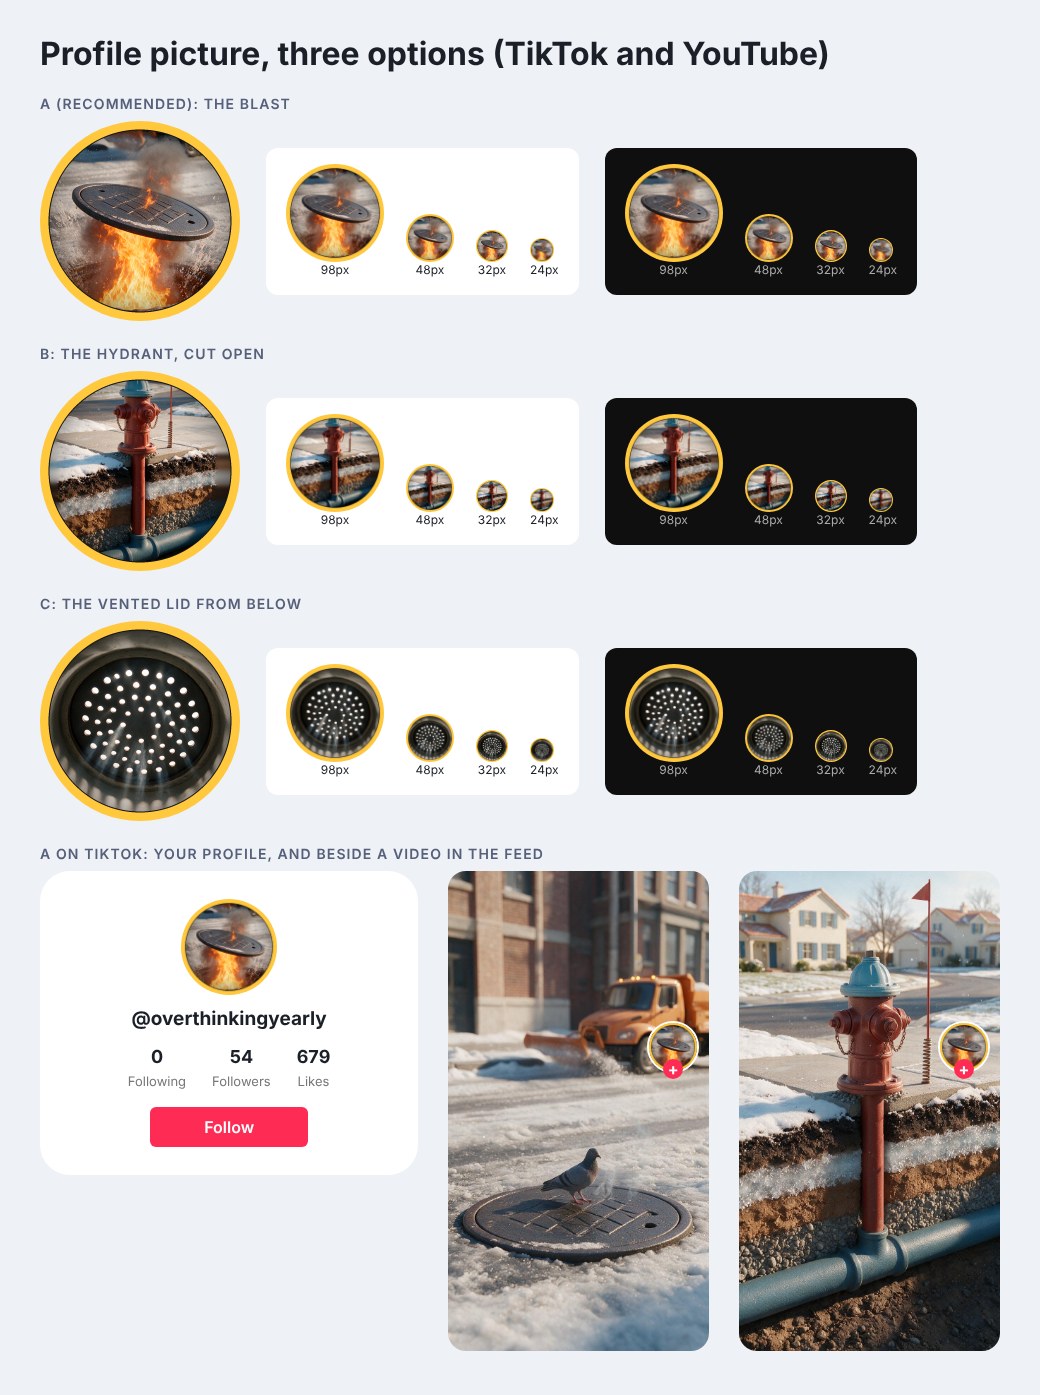 Profile picture, three options (TikTok and YouTube)
A (RECOMMENDED): THE BLAST
98px 48px 32px 24px 98px 48px 32px 24px
B: THE HYDRANT, CUT OPEN
98px 48px 32px 24px 98px 48px 32px 24px
C: THE VENTED LID FROM BELOW
98px 48px 32px 24px 98px 48px 32px 24px
A ON TIKTOK: YOUR PROFILE, AND BESIDE A VIDEO IN THE FEED
@overthinkingyearly
0 54 679
Following Followers Likes
Follow